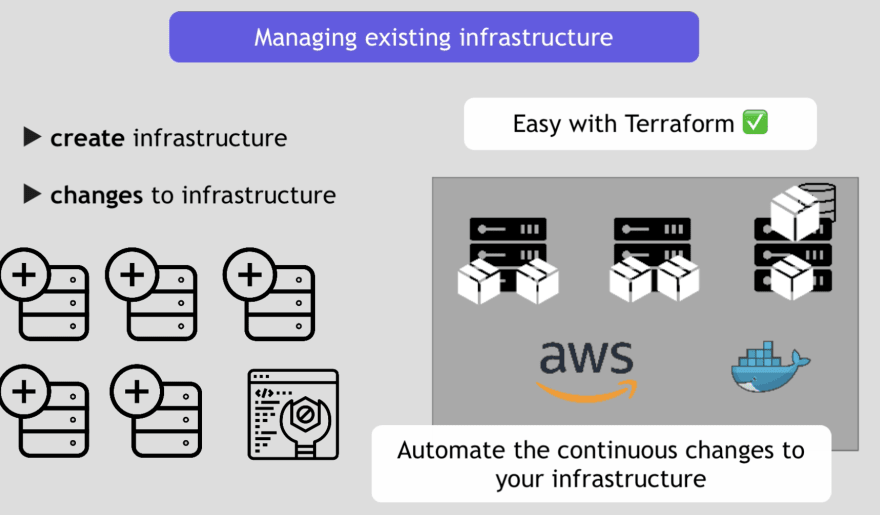 Managing existing infrastructure
▶ create infrastructure
▶ changes to infrastructure
Easy with Terraform ✅
aws
</>
Automate the continuous changes to
your infrastructure